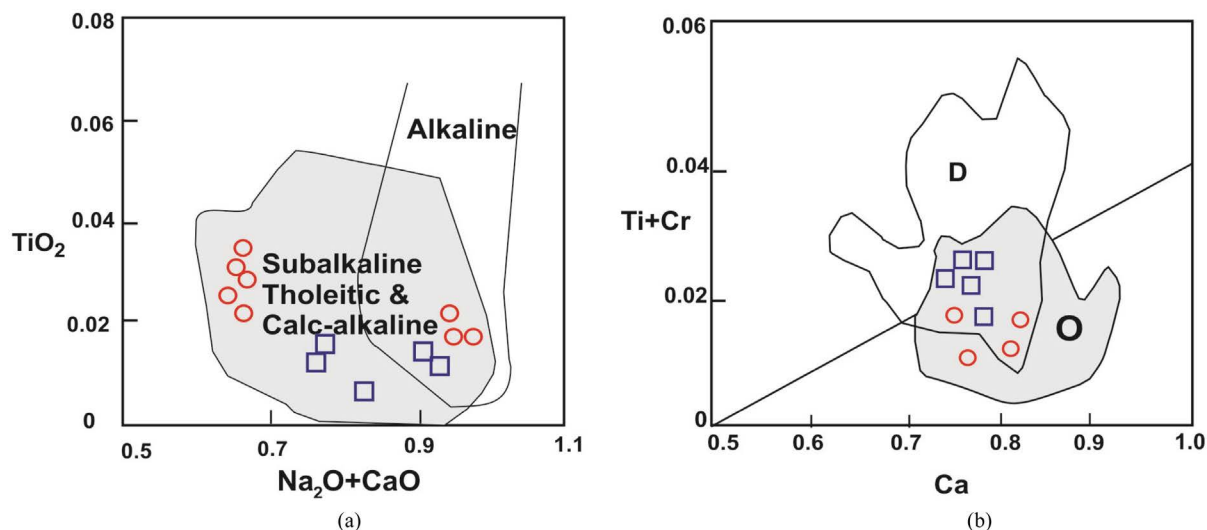 0.08
0.06
0.04
0.02
0
TiO2
0.5
0.7
0.9
1.1
Na2O+CaO
Alkaline
Subalkaline
Tholeitic &
Calc-alkaline
(a)
0.06
0.04
0.02
0
Ti+Cr
0.5
0.6
0.7
0.8
0.9
1.0
Ca
D
O
(b)